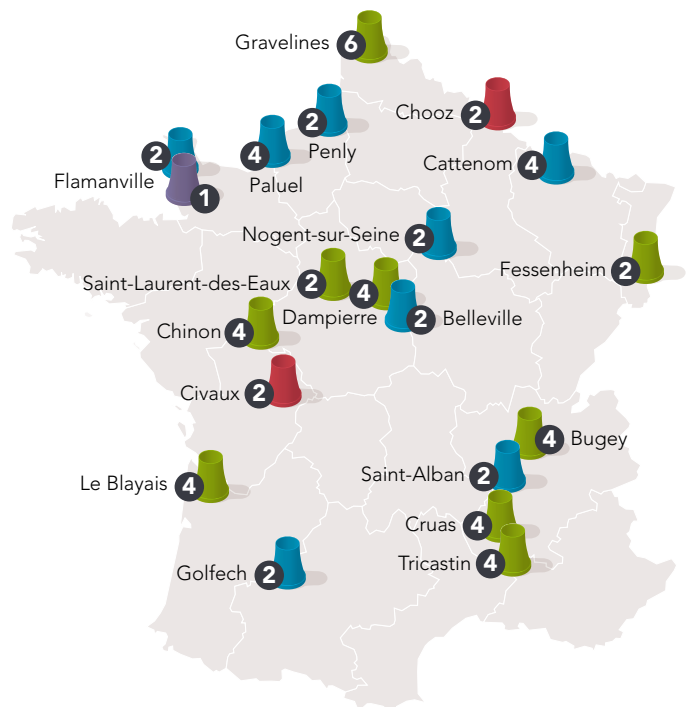 Gravelines 6
Chooz 2
2 Penly
4 Paluel
Cattenom 4
2 Flamanville
1
Nogent-sur-Seine 2
Fessenheim 2
Saint-Laurent-des-Eaux 2
4 Dampierre
2 Belleville
Chinon 4
Civaux 2
4 Bugey
Saint-Alban 2
Le Blayais 4
Cruas 4
Tricastin 4
Golfech 2